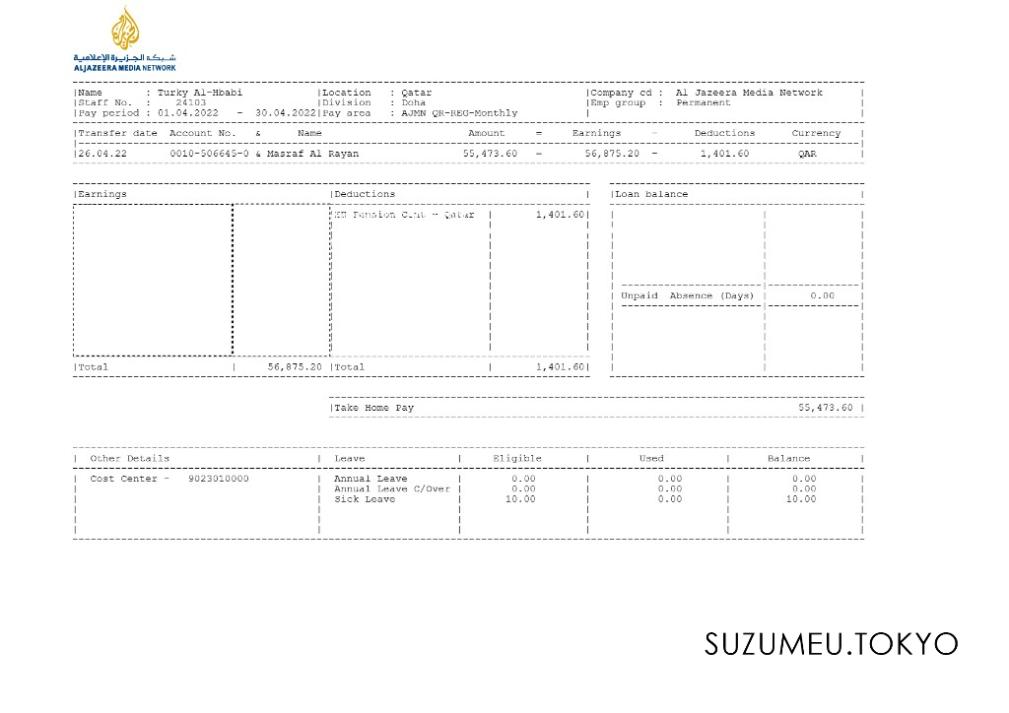 شبكة الجزيرة الإعلامية
ALJAZEERA MEDIA NETWORK
|Name : Turky Al-Hbabi |Location : Qatar |Company cd : Al Jazeera Media Network |
|Staff No. : 24103 |Division : Doha |Emp group : Permanent |
|Pay period : 01.04.2022 - 30.04.2022|Pay area : AJMN QR-REG-Monthly | |
|Transfer date Account No. & Name Amount = Earnings - Deductions Currency |
|26.04.22 0010-506645-0 & Masraf Al Rayan 55,473.60 = 56,875.20 - 1,401.60 QAR |
|Earnings |Deductions | |Loan balance |
Pension - Qatar | 1,401.60|
Unpaid Absence (Days) | 0.00
|Total | 56,875.20 |Total | 1,401.60|
|Take Home Pay 55,473.60 |
| Other Details | Leave | Eligible | Used | Balance |
| Cost Center - 9023010000 | Annual Leave | 0.00 | 0.00 | 0.00 |
| | Annual Leave C/Over | 0.00 | 0.00 | 0.00 |
| | Sick Leave | 10.00 | 0.00 | 10.00 |
SUZUMEU.TOKYO